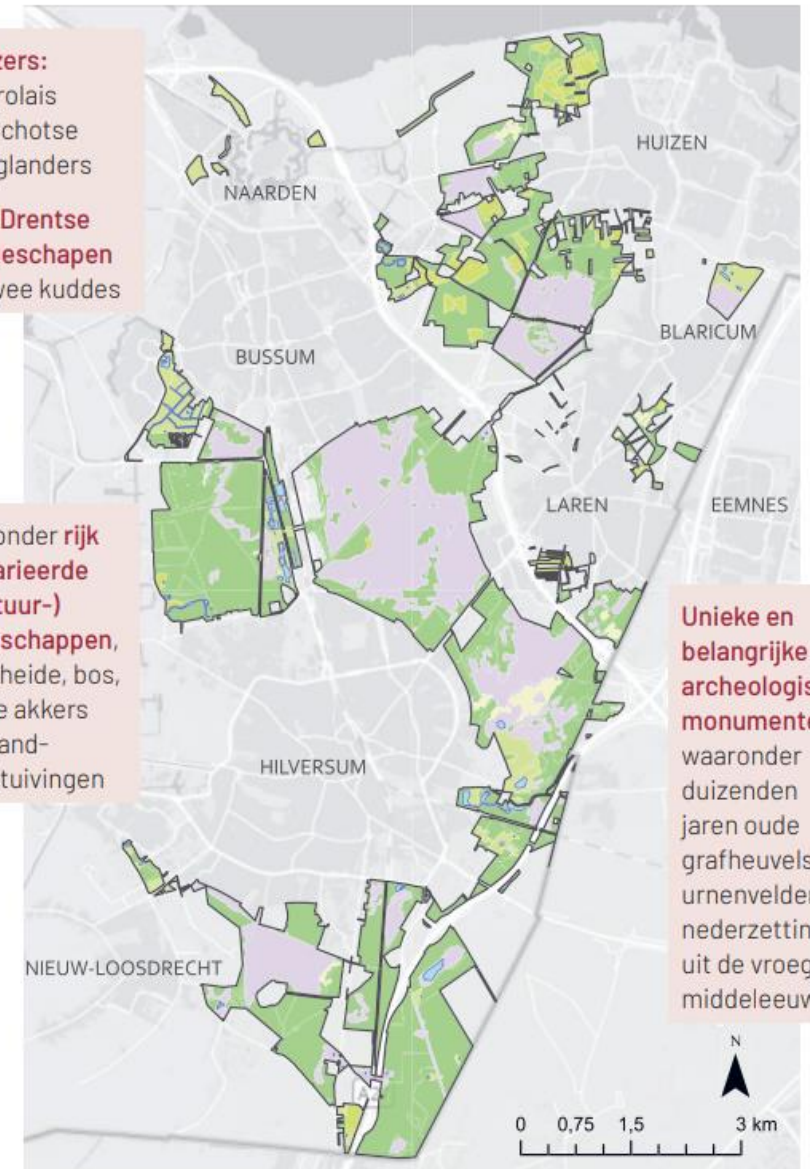 zers:
rolais
chotse
glanders
Drentse
eschapen
wee kuddes
HUIZEN
NAARDEN
BLARICUM
BUSSUM
LAREN
EEMNES
onder rijk
arieerde
tuur-)
schappen,
heide, bos,
e akkers
and-
tuivingen
Unieke en
belangrijke
archeologis
monumente
waaronder
duizenden
jaren oude
grafheuvels
urnenvelden
nederzettin
uit de vroeg
middeleeuw
HILVERSUM
NIEUW-LOOSDRECHT
N
0 0,75 1,5 3 km